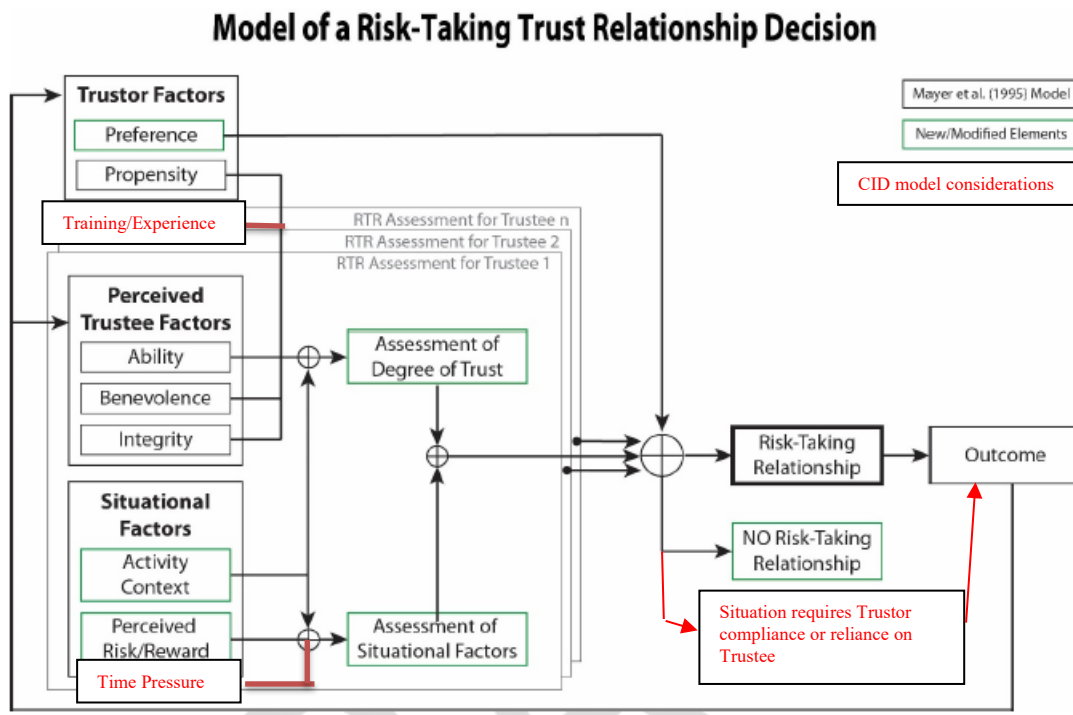 Model of a Risk-Taking Trust Relationship Decision
Trustor Factors
Preference
Propensity
Training/Experience
Mayer et al. (1995) Model
New/Modified Elements
CID model considerations
RTR Assessment for Trustee n
RTR Assessment for Trustee 2
RTR Assessment for Trustee 1
Perceived
Trustee Factors
Ability
Benevolence
Integrity
Assessment of
Degree of Trust
Situational
Factors
Activity
Context
Perceived
Risk/Reward
Time Pressure
Assessment of
Situational Factors
Risk-Taking
Relationship
Outcome
NO Risk-Taking
Relationship
Situation requires Trustor
compliance or reliance on
Trustee